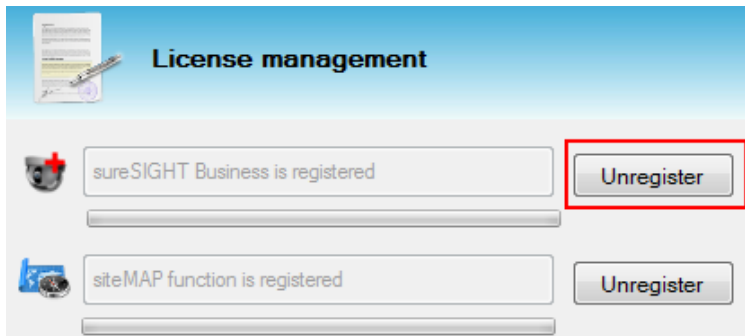 License management
sureSIGHT Business is registered
Unregister
siteMAP function is registered
Unregister